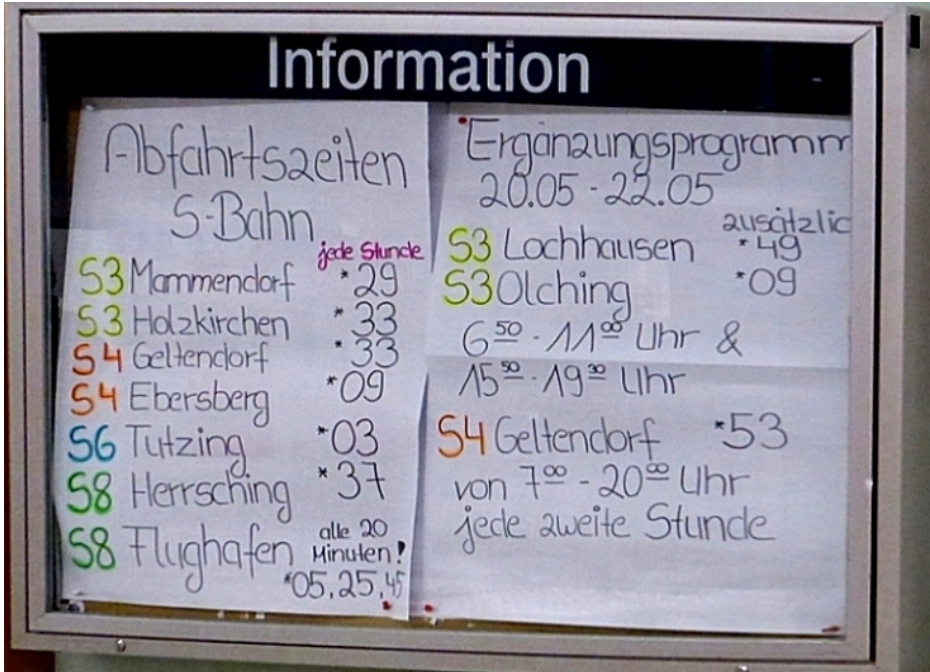 Information
Abfahrtszeiten
S-Bahn
jede Stunde
S3 Mammendorf *29
S3 Holzkirchen *33
S4 Geltendorf *33
S4 Ebersberg *09
S6 Tutzing *03
S8 Herrsching *37
S8 Flughafen alle 20
Minuten!
*05,25,45
Ergänzungsprogramm
20.05 - 22.05
zusätzlic
S3 Lochhausen *49
S3 Olching *09
6⁵⁰ - 11⁰⁰ Uhr &
15⁵⁰ - 19³⁰ Uhr
S4 Geltendorf *53
von 7⁰⁰ - 20⁰⁰ Uhr
jede zweite Stunde